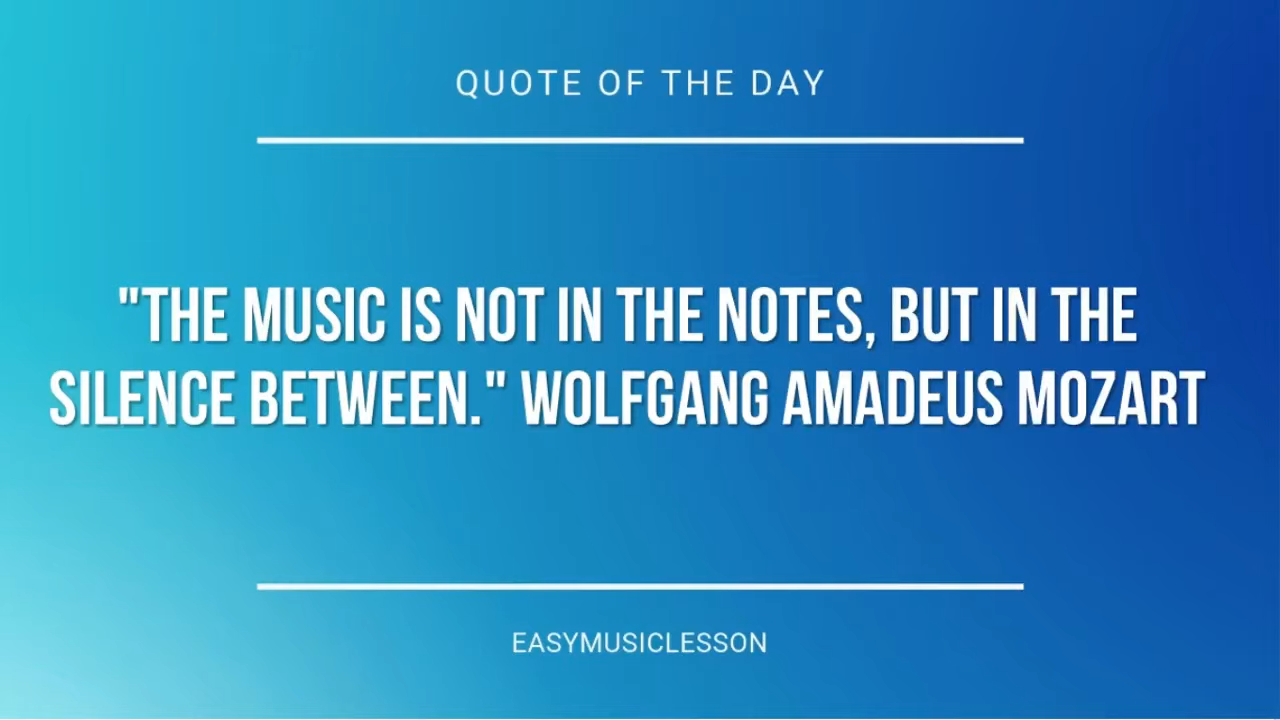 QUOTE OF THE DAY
"THE MUSIC IS NOT IN THE NOTES, BUT IN THE
SILENCE BETWEEN." WOLFGANG AMADEUS MOZART
EASYMUSICLESSON